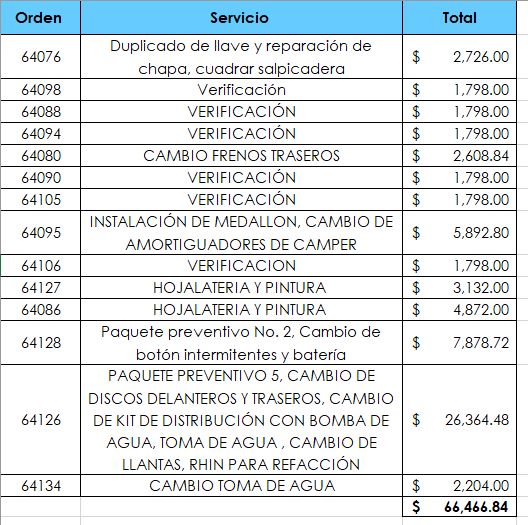 Orden Servicio Total
64076 Duplicado de llave y reparación de
chapa, cuadrar salpicadera $ 2,726.00
64098 Verificación $ 1,798.00
64088 VERIFICACIÓN $ 1,798.00
64094 VERIFICACIÓN $ 1,798.00
64080 CAMBIO FRENOS TRASEROS $ 2,608.84
64090 VERIFICACIÓN $ 1,798.00
64105 VERIFICACIÓN $ 1,798.00
64095 INSTALACIÓN DE MEDALLON, CAMBIO DE
AMORTIGUADORES DE CAMPER $ 5,892.80
64106 VERIFICACION $ 1,798.00
64127 HOJALATERIA Y PINTURA $ 3,132.00
64086 HOJALATERIA Y PINTURA $ 4,872.00
64128 Paquete preventivo No. 2, Cambio de
botón intermitentes y batería $ 7,878.72
64126 PAQUETE PREVENTIVO 5, CAMBIO DE
DISCOS DELANTEROS Y TRASEROS, CAMBIO
DE KIT DE DISTRIBUCIÓN CON BOMBA DE
AGUA, TOMA DE AGUA , CAMBIO DE
LLANTAS, RHIN PARA REFACCIÓN $ 26,364.48
64134 CAMBIO TOMA DE AGUA $ 2,204.00
$ 66,466.84